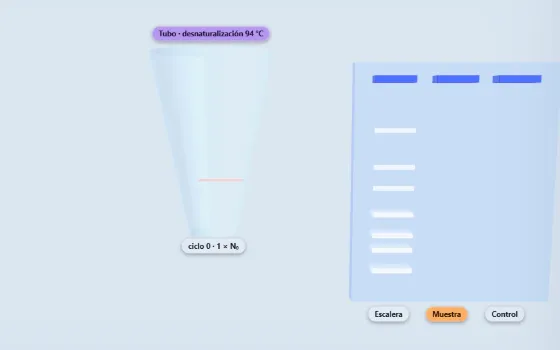 Tubo · desnaturalización 94 °C
ciclo 0 · 1 × N₀
Escalera
Muestra
Control